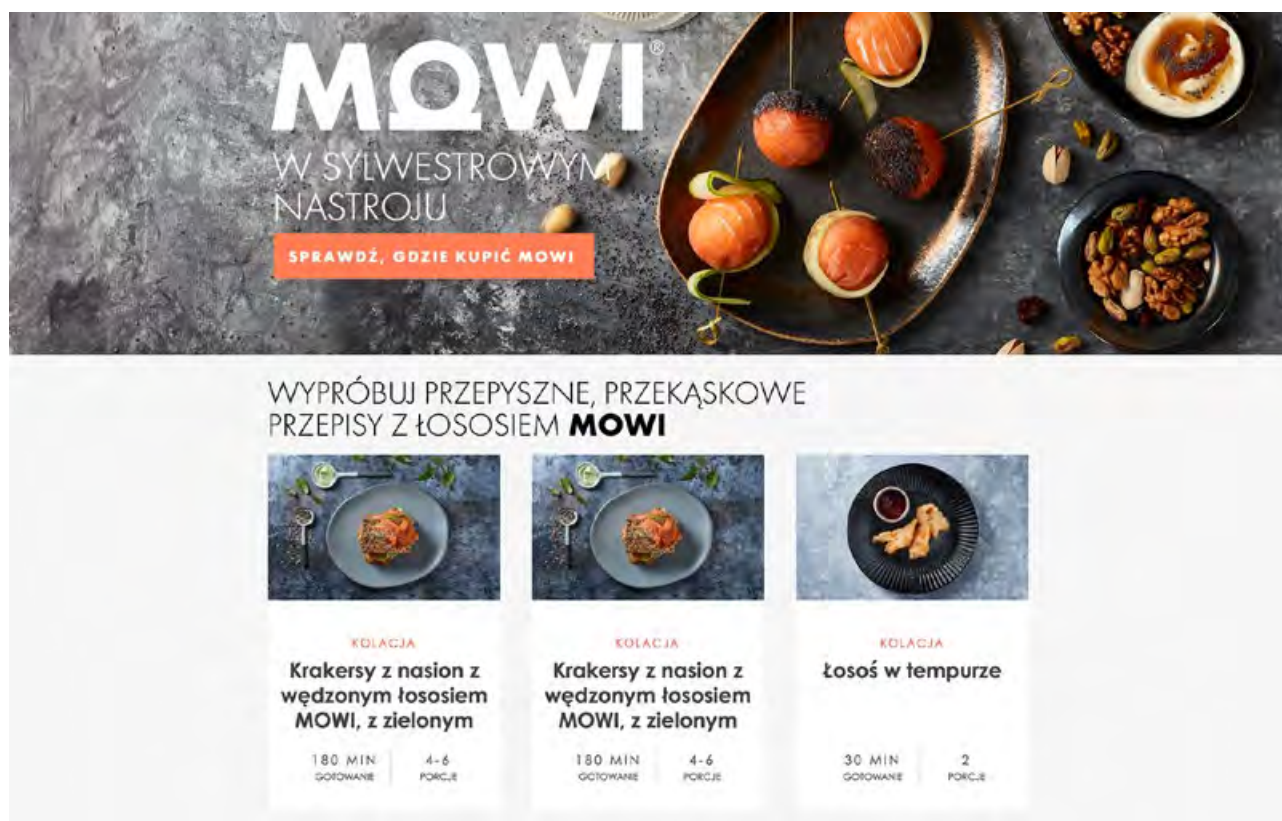 MOWI®
W SYLWESTROWYM
NASTROJU
SPRAWDŹ, GDZIE KUPIĆ MOWI
WYPRÓBUJ PRZEPYSZNE, PRZEKĄSKOWE
PRZEPISY Z ŁOSOSIEM MOWI
KOLACJA
Krakersy z nasion z
wędzonym łososiem
MOWI, z zielonym
180 MIN 4-6
GOTOWANIE PORCJE
KOLACJA
Krakersy z nasion z
wędzonym łososiem
MOWI, z zielonym
180 MIN 4-6
GOTOWANIE PORCJE
KOLACJA
Łosoś w tempurze
30 MIN 2
GOTOWANIE PORCJE